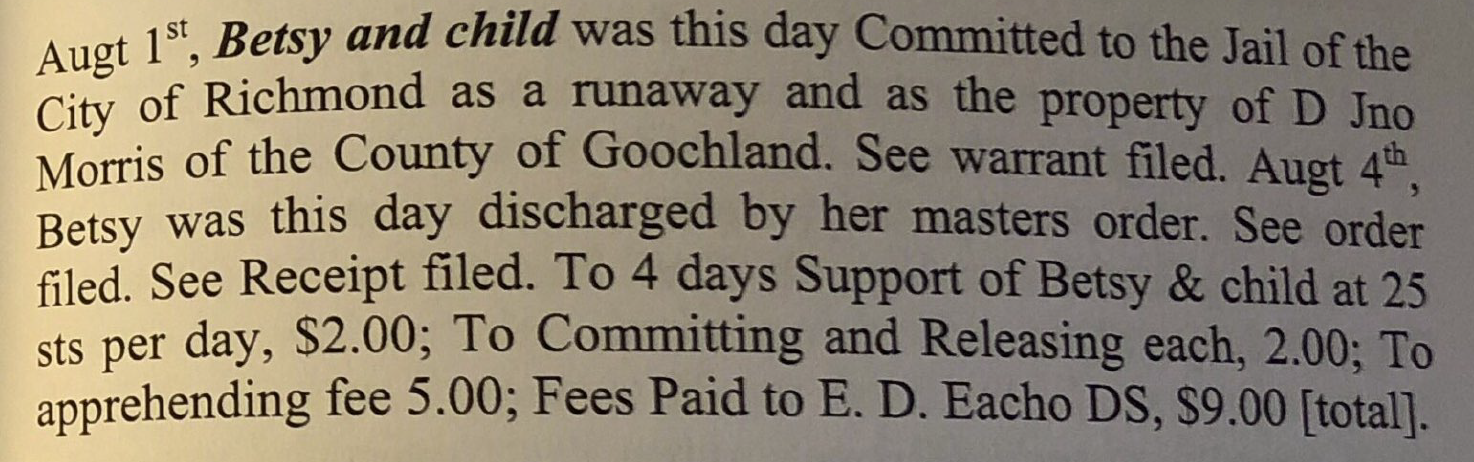 Augt 1st, Betsy and child was this day Committed to the Jail of the
City of Richmond as a runaway and as the property of D Jno
Morris of the County of Goochland. See warrant filed. Augt 4th,
Betsy was this day discharged by her masters order. See order
filed. See Receipt filed. To 4 days Support of Betsy & child at 25
sts per day, $2.00; To Committing and Releasing each, 2.00; To
apprehending fee 5.00; Fees Paid to E. D. Eacho DS, $9.00 [total].